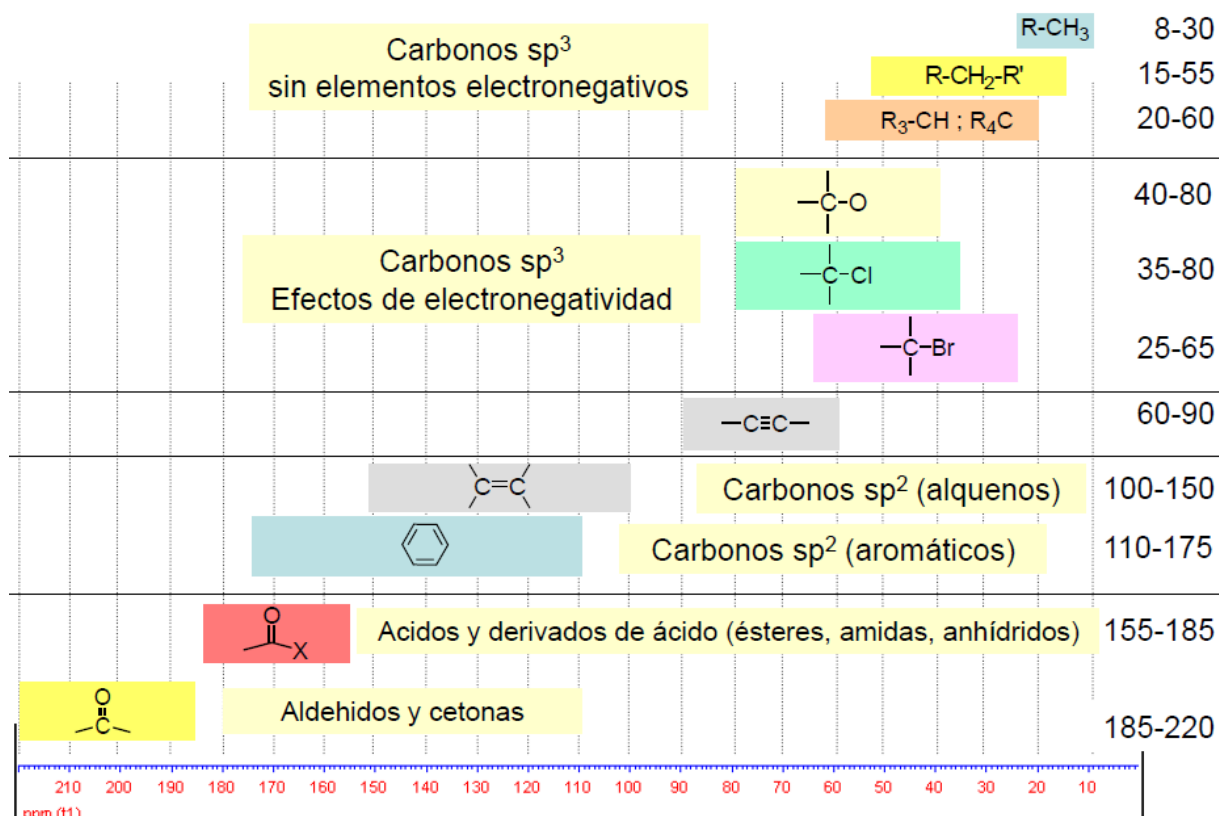 R-CH₃ 8-30
Carbonos sp³
sin elementos electronegativos
R-CH₂-R' 15-55
R₃-CH ; R₄C 20-60
C-O 40-80
Carbonos sp³
Efectos de electronegatividad
C-Cl 35-80
C-Br 25-65
C≡C 60-90
C=C Carbonos sp² (alquenos) 100-150
Carbonos sp² (aromáticos) 110-175
O
X Acidos y derivados de ácido (ésteres, amidas, anhídridos) 155-185
O
C Aldehidos y cetonas 185-220
210 200 190 180 170 160 150 140 130 120 110 100 90 80 70 60 50 40 30 20 10
ppm (t1)